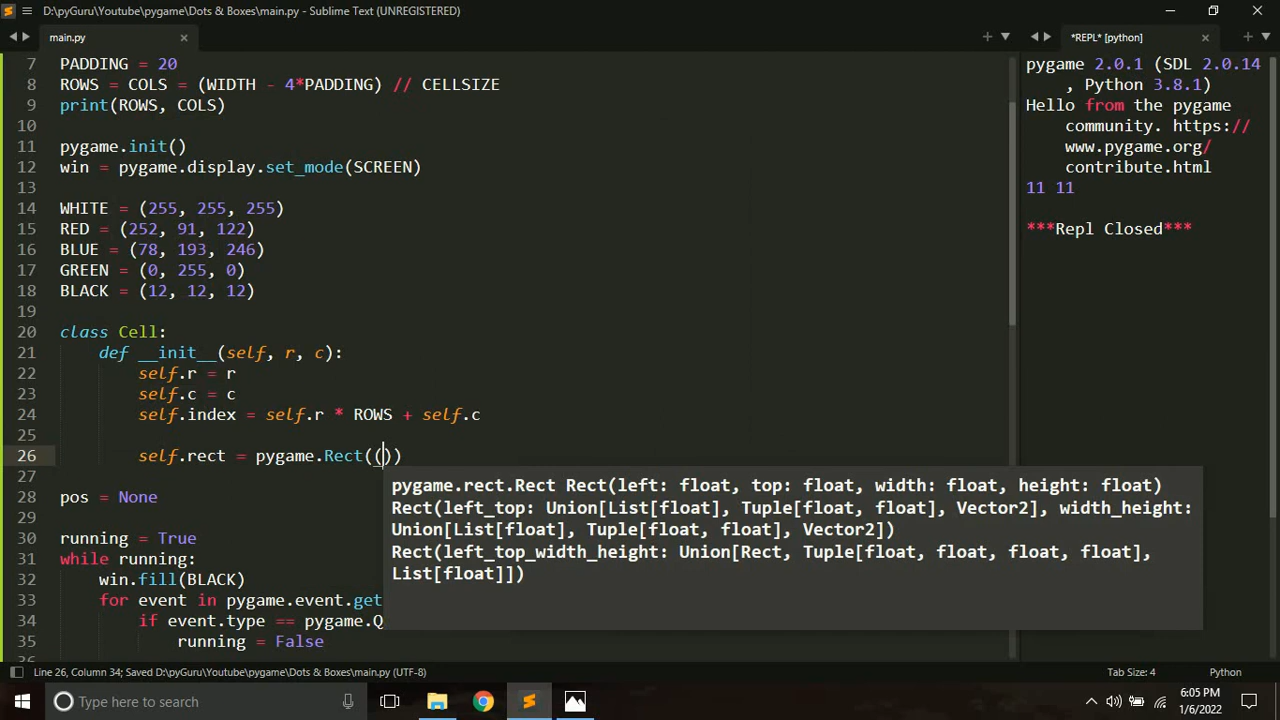 D:\pyGuru\Youtube\pygame\Dots & Boxes\main.py - Sublime Text (UNREGISTERED)
main.py
7 PADDING = 20
8 ROWS = COLS = (WIDTH - 4*PADDING) // CELLSIZE
9 print(ROWS, COLS)
10
11 pygame.init()
12 win = pygame.display.set_mode(SCREEN)
13
14 WHITE = (255, 255, 255)
15 RED = (252, 91, 122)
16 BLUE = (78, 193, 246)
17 GREEN = (0, 255, 0)
18 BLACK = (12, 12, 12)
19
20 class Cell:
21 def __init__(self, r, c):
22 self.r = r
23 self.c = c
24 self.index = self.r * ROWS + self.c
25
26 self.rect = pygame.Rect(())
27
pygame.rect.Rect Rect(left: float, top: float, width: float, height: float)
Rect(left_top: Union[List[float], Tuple[float, float], Vector2], width_height:
Union[List[float], Tuple[float, float], Vector2])
Rect(left_top_width_height: Union[Rect, Tuple[float, float, float, float],
List[float]])
28 pos = None
29
30 running = True
31 while running:
32 win.fill(BLACK)
33 for event in pygame.event.get
34 if event.type == pygame.Q
35 running = False
*REPL* [python]
pygame 2.0.1 (SDL 2.0.14
, Python 3.8.1)
Hello from the pygame
community. https://
www.pygame.org/
contribute.html
11 11
***Repl Closed***
Line 26, Column 34; Saved D:\pyGuru\Youtube\pygame\Dots & Boxes\main.py (UTF-8)
Tab Size: 4
Python
Type here to search
6:05 PM
1/6/2022